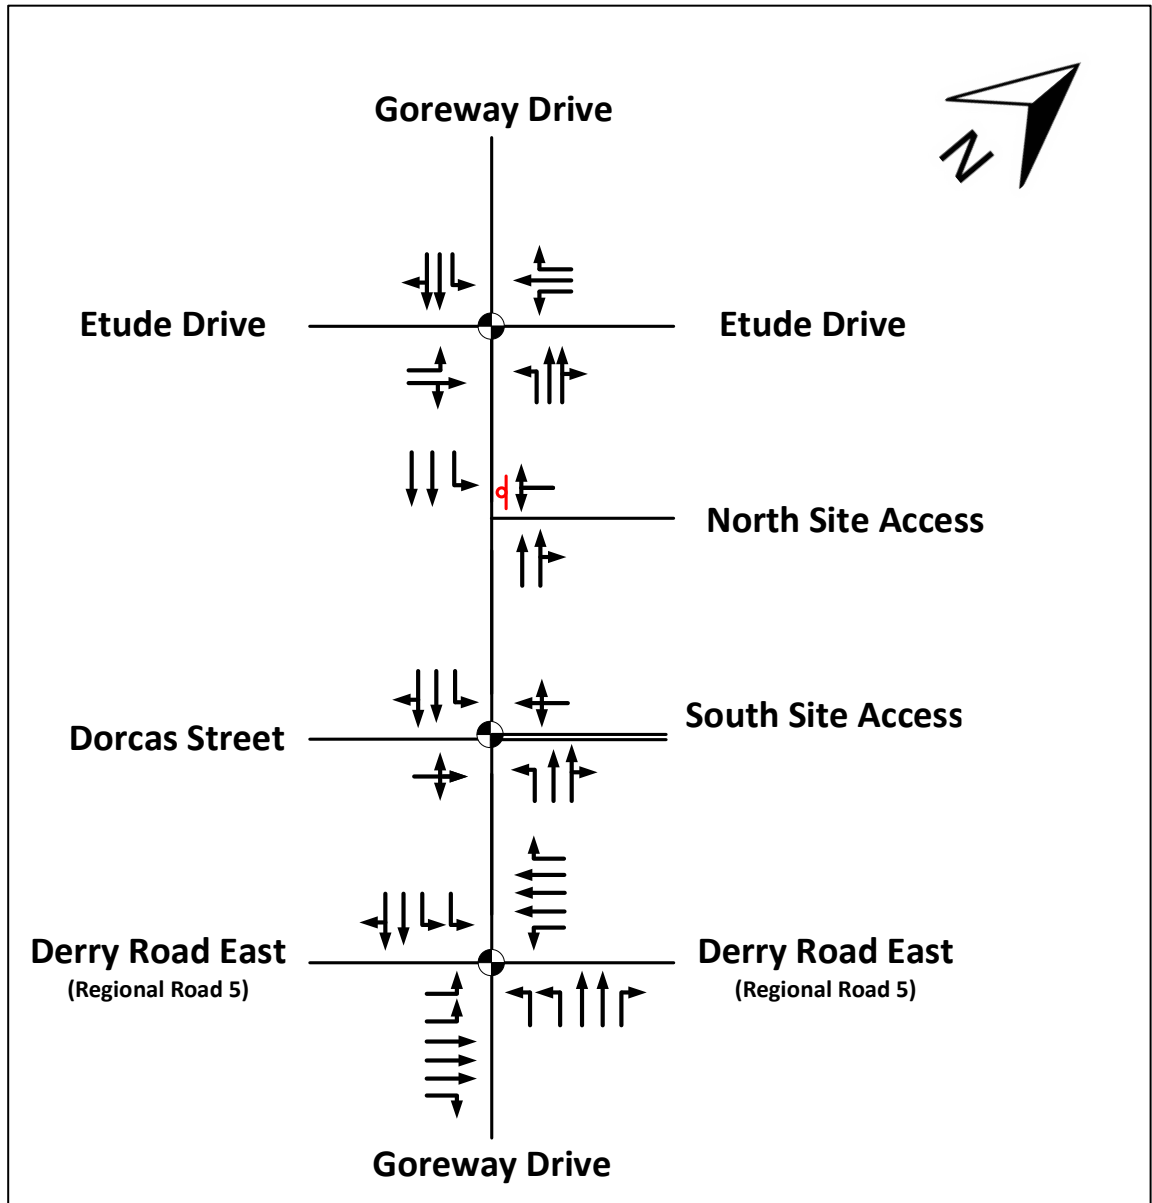 Goreway Drive
N
Etude Drive
Etude Drive
North Site Access
South Site Access
Dorcas Street
Derry Road East
(Regional Road 5)
Derry Road East
(Regional Road 5)
Goreway Drive